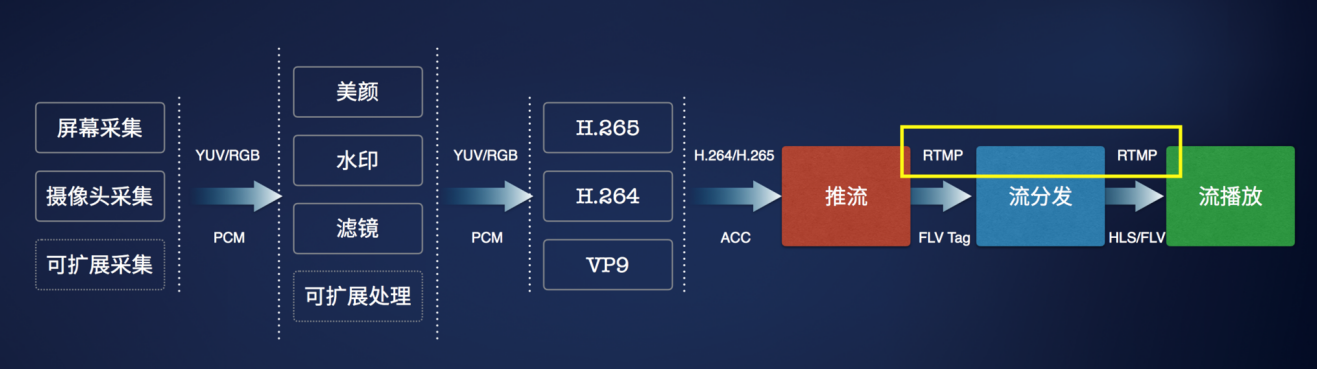 屏幕采集
摄像头采集
可扩展采集
YUV/RGB
PCM
美颜
水印
滤镜
可扩展处理
YUV/RGB
PCM
H.265
H.264
VP9
H.264/H.265
ACC
推流
RTMP
FLV Tag
流分发
RTMP
HLS/FLV
流播放